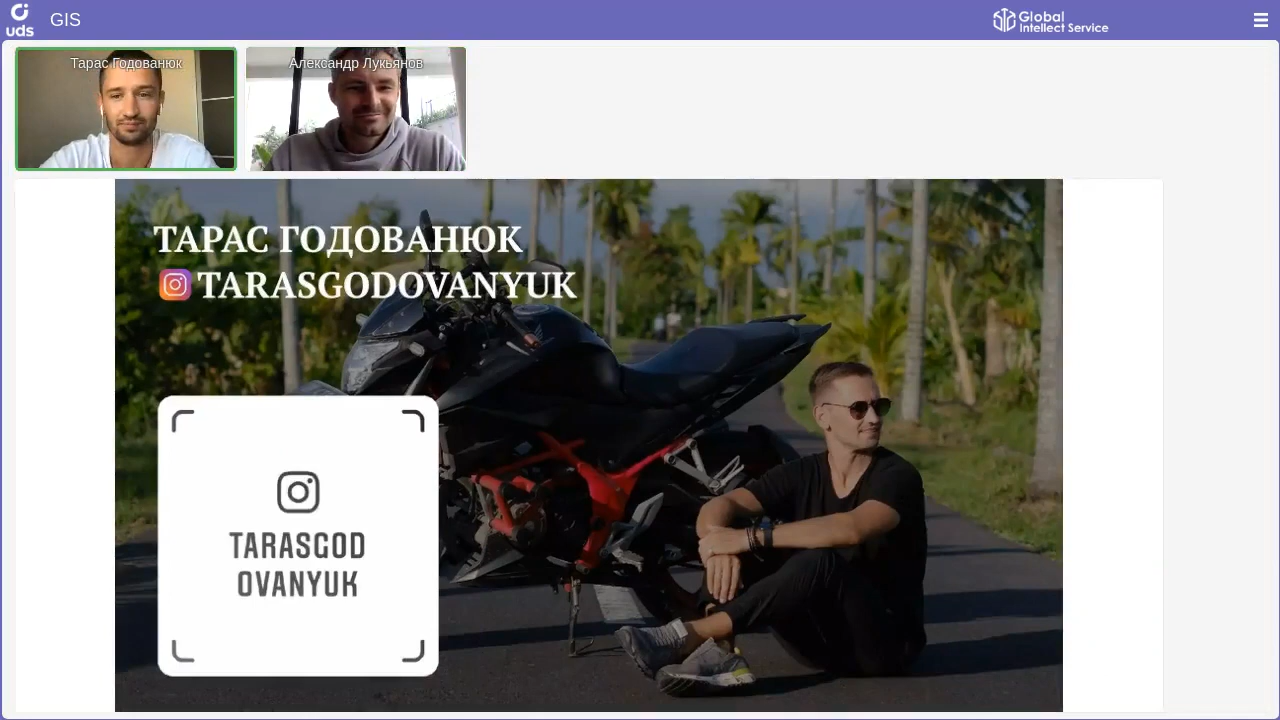 uds
GIS
Global
Intellect Service
Тарас Годованюк
Александр Лукьянов
ТАРАС ГОДОВАНЮК
TARASGODOVANYUK
TARASGOD
OVANYUK